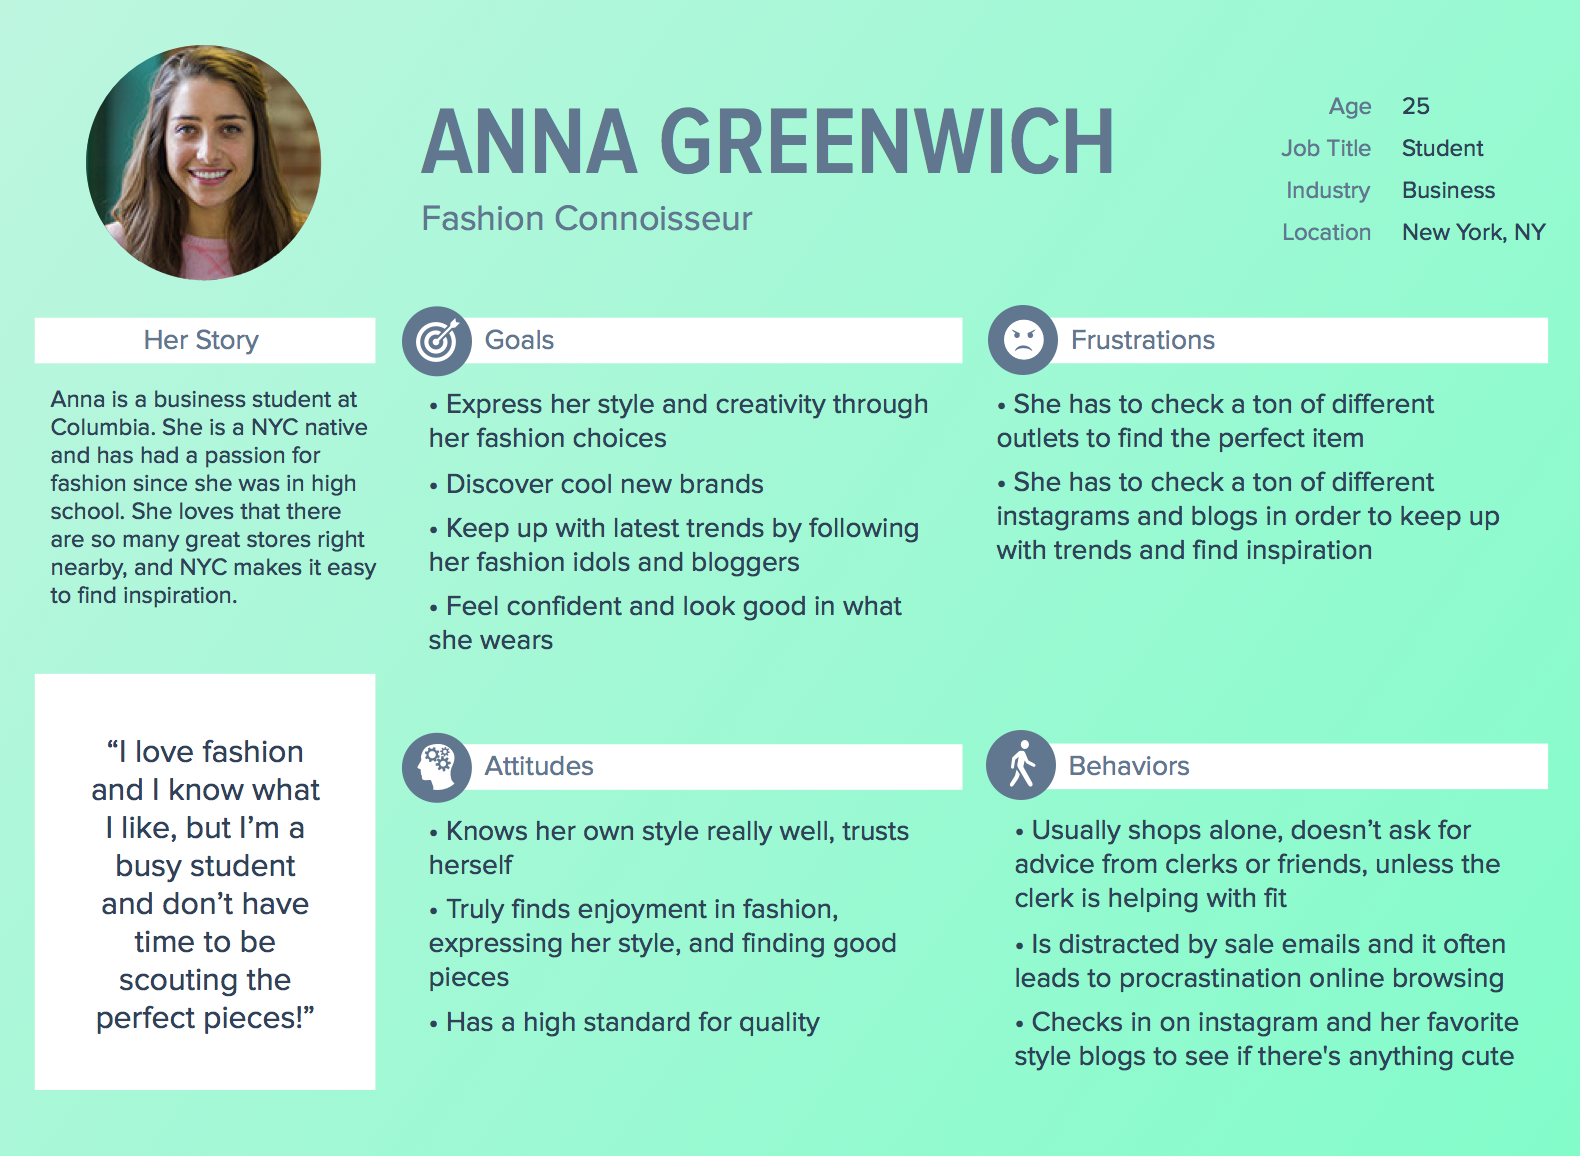 ANNA GREENWICH
Fashion Connoisseur
Age 25
Job Title Student
Industry Business
Location New York, NY
Her Story
Anna is a business student at
Columbia. She is a NYC native
and has had a passion for
fashion since she was in high
school. She loves that there
are so many great stores right
nearby, and NYC makes it easy
to find inspiration.
“I love fashion
and I know what
I like, but I’m a
busy student
and don’t have
time to be
scouting the
perfect pieces!”
Goals
• Express her style and creativity through
her fashion choices
• Discover cool new brands
• Keep up with latest trends by following
her fashion idols and bloggers
• Feel confident and look good in what
she wears
Frustrations
• She has to check a ton of different
outlets to find the perfect item
• She has to check a ton of different
instagrams and blogs in order to keep up
with trends and find inspiration
Attitudes
• Knows her own style really well, trusts
herself
• Truly finds enjoyment in fashion,
expressing her style, and finding good
pieces
• Has a high standard for quality
Behaviors
• Usually shops alone, doesn’t ask for
advice from clerks or friends, unless the
clerk is helping with fit
• Is distracted by sale emails and it often
leads to procrastination online browsing
• Checks in on instagram and her favorite
style blogs to see if there's anything cute